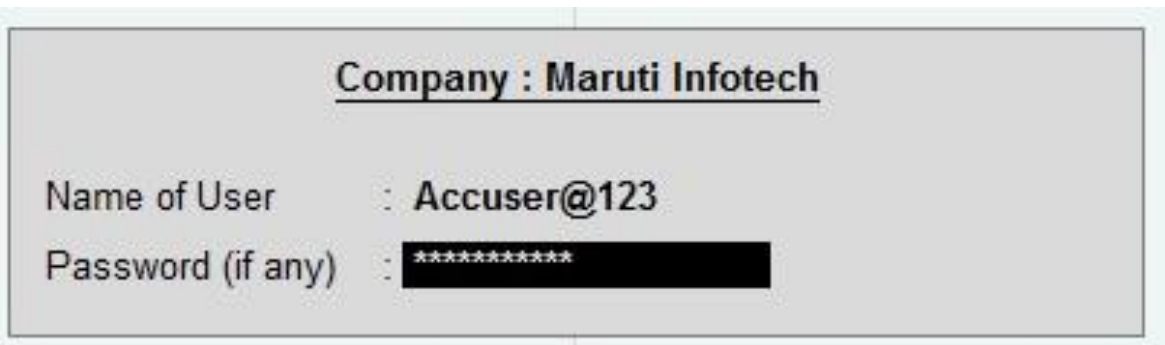 Company : Maruti Infotech
Name of User : Accuser@123
Password (if any) : ***********